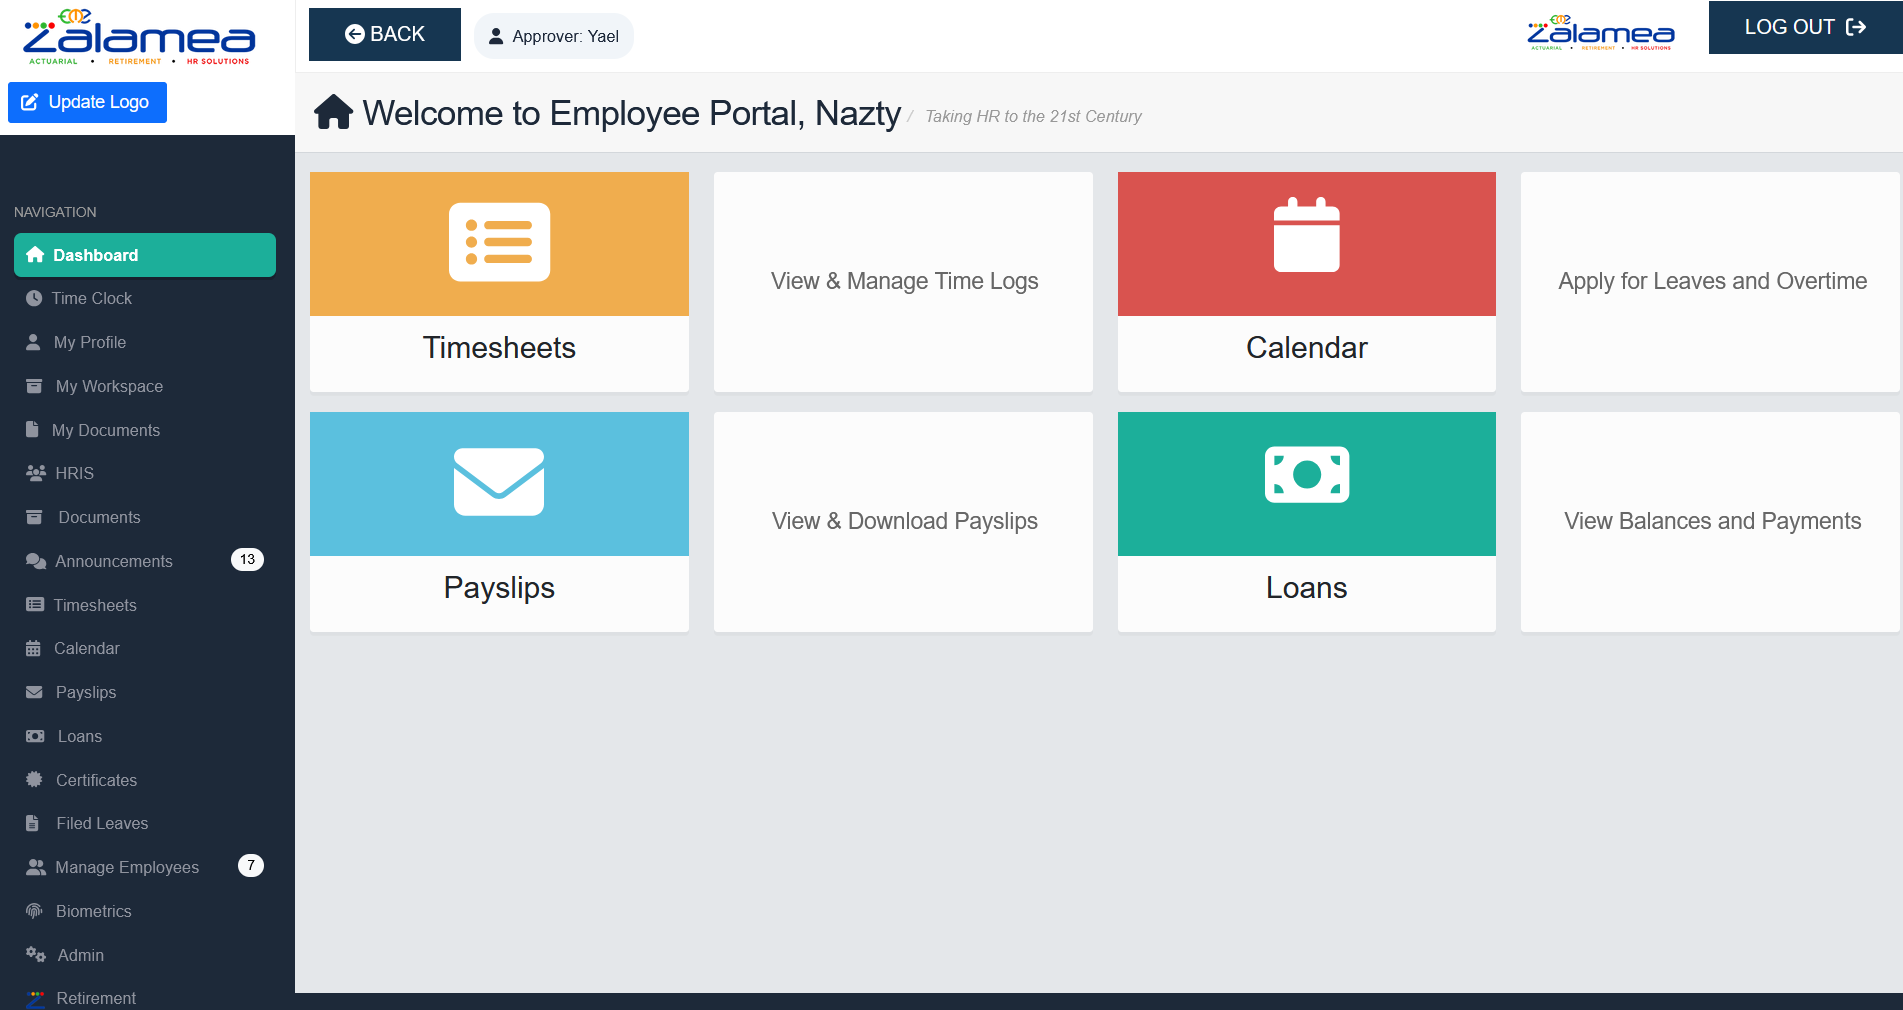 zalamea
ACTUARIAL • RETIREMENT • HR SOLUTIONS
Update Logo
NAVIGATION
Dashboard
Time Clock
My Profile
My Workspace
My Documents
HRIS
Documents
Announcements 13
Timesheets
Calendar
Payslips
Loans
Certificates
Filed Leaves
Manage Employees 7
Biometrics
Admin
Retirement
BACK
Approver: Yael
zalamea
ACTUARIAL • RETIREMENT • HR SOLUTIONS
LOG OUT
Welcome to Employee Portal, Nazty / Taking HR to the 21st Century
Timesheets
View & Manage Time Logs
Calendar
Apply for Leaves and Overtime
Payslips
View & Download Payslips
Loans
View Balances and Payments